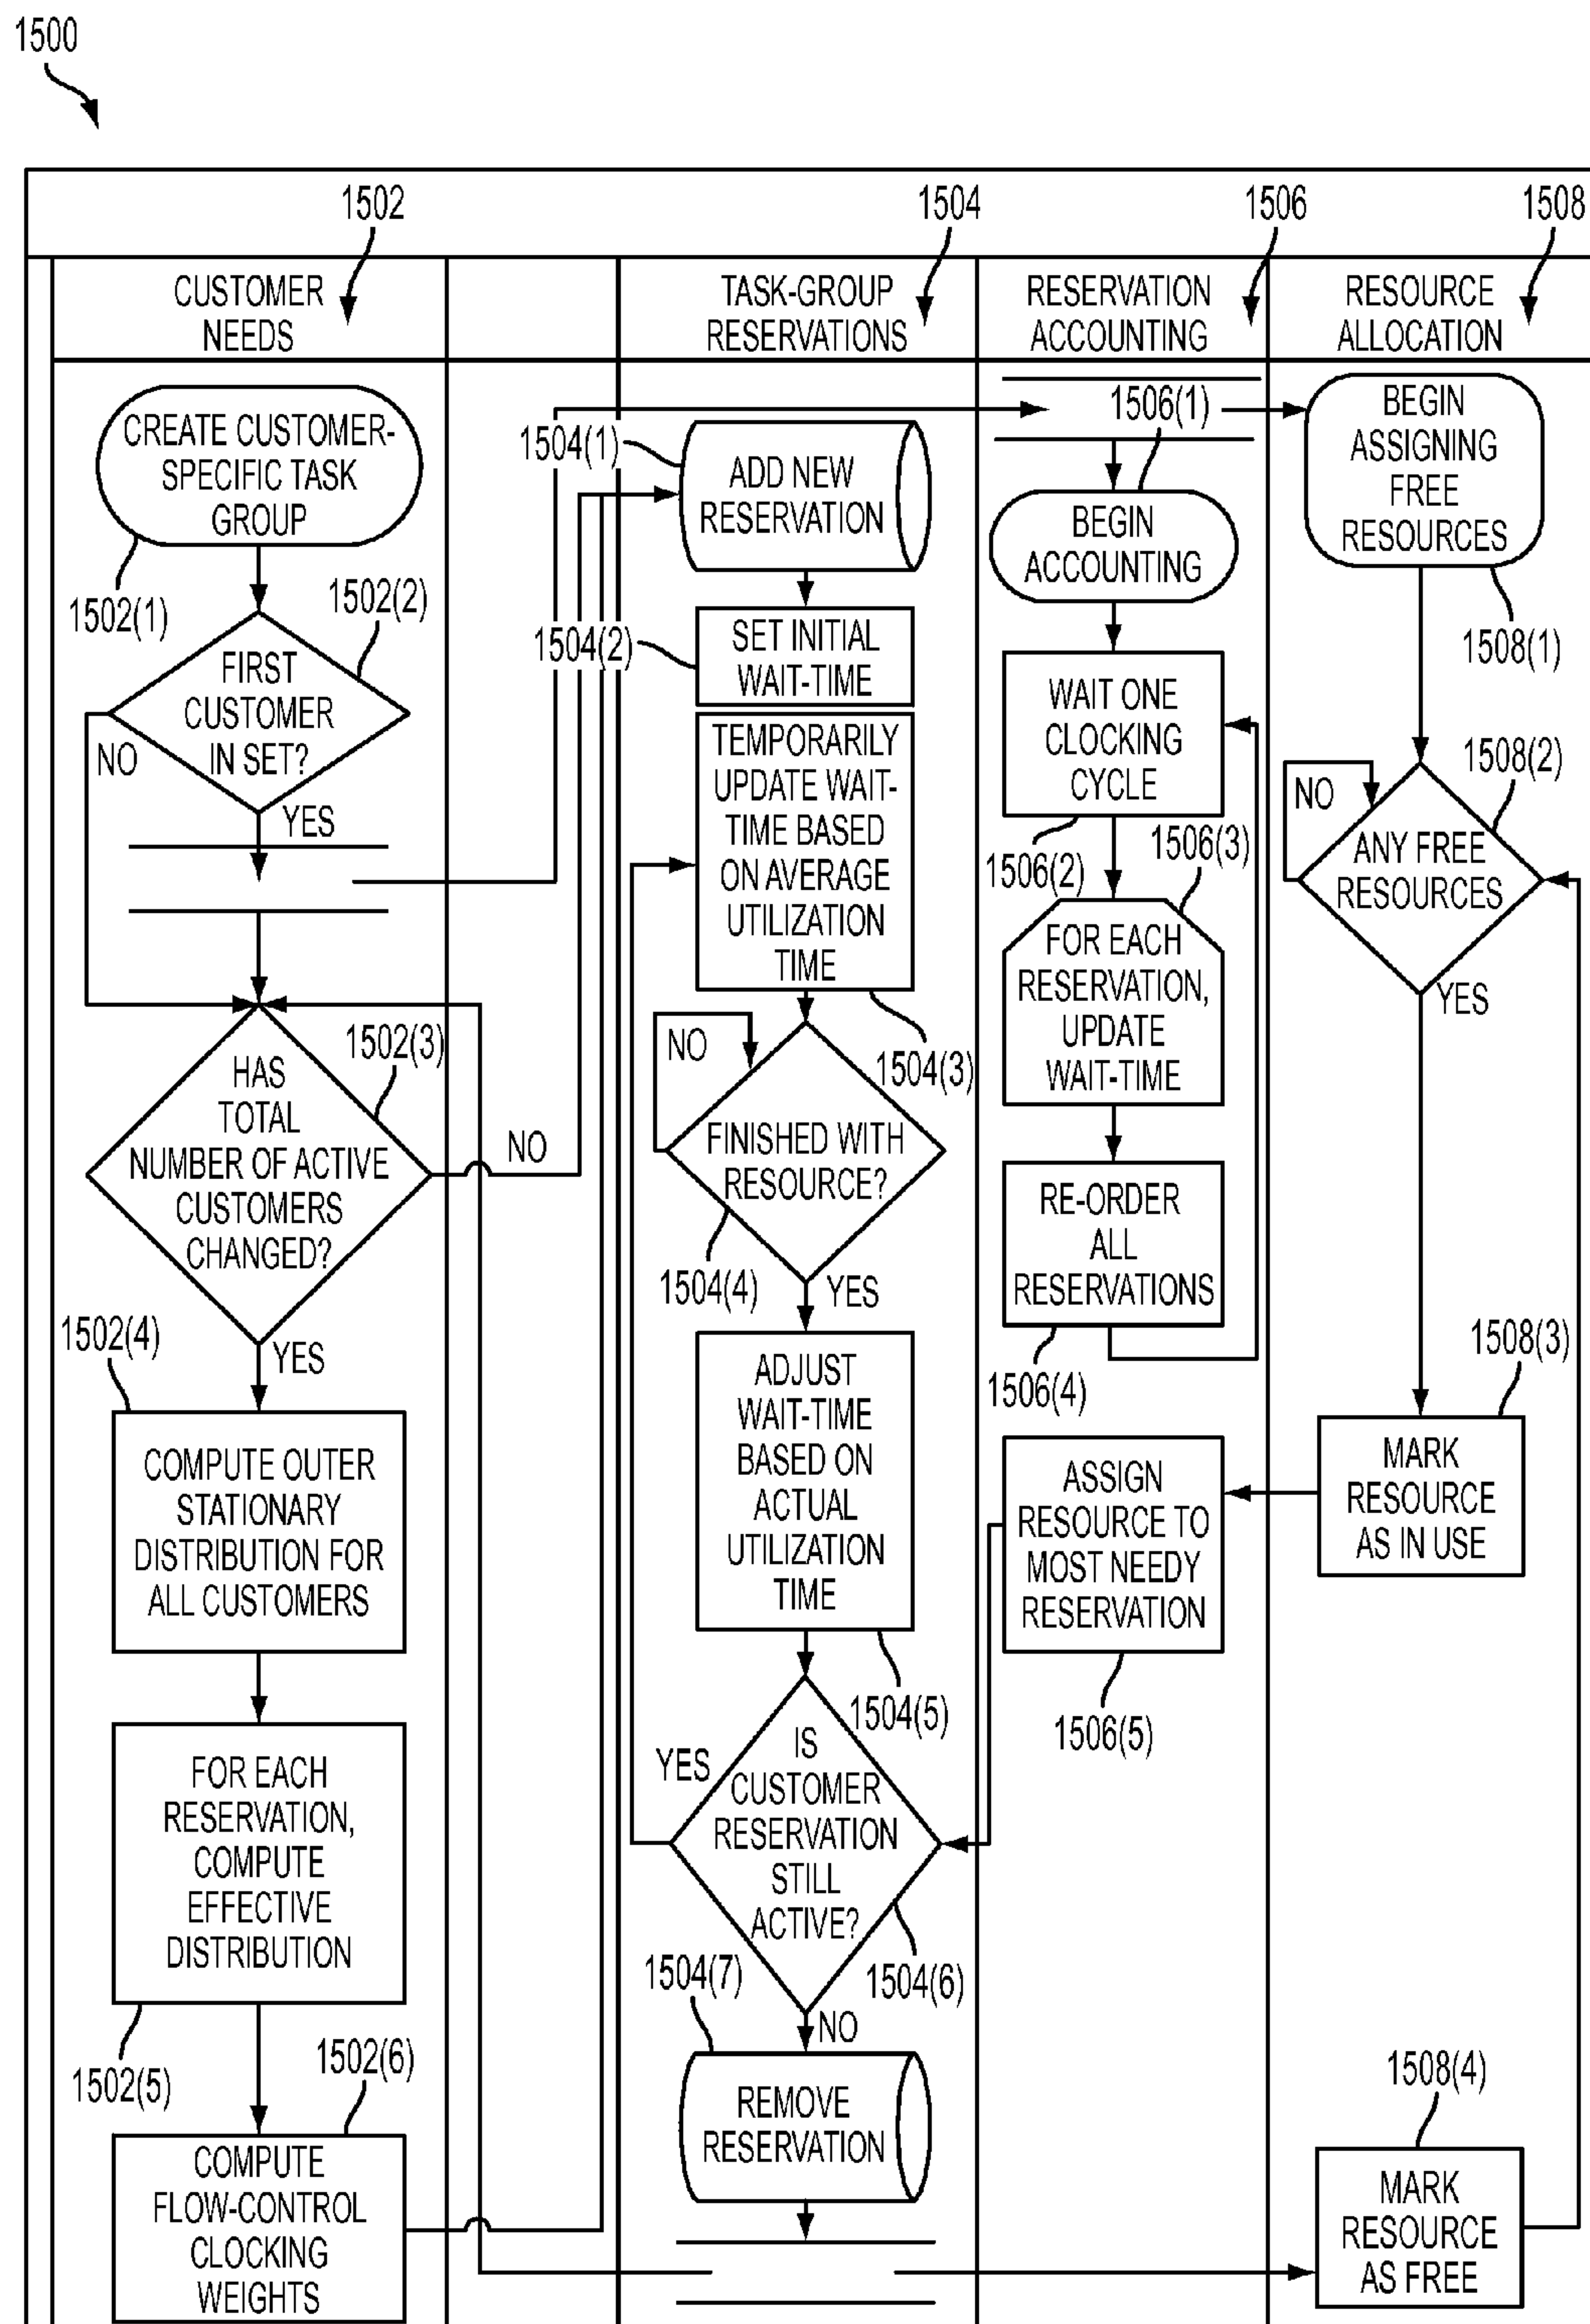 1500
1502
1504
1506
1508
CUSTOMER
NEEDS
TASK-GROUP
RESERVATIONS
RESERVATION
ACCOUNTING
RESOURCE
ALLOCATION
CREATE CUSTOMER-
SPECIFIC TASK
GROUP
1502(1)
1502(2)
FIRST
CUSTOMER
IN SET?
NO
YES
1502(3)
HAS
TOTAL
NUMBER OF ACTIVE
CUSTOMERS
CHANGED?
NO
YES
1502(4)
COMPUTE OUTER
STATIONARY
DISTRIBUTION FOR
ALL CUSTOMERS
FOR EACH
RESERVATION,
COMPUTE
EFFECTIVE
DISTRIBUTION
1502(5)
1502(6)
COMPUTE
FLOW-CONTROL
CLOCKING
WEIGHTS
1504(1)
ADD NEW
RESERVATION
1504(2)
SET INITIAL
WAIT-TIME
TEMPORARILY
UPDATE WAIT-
TIME BASED
ON AVERAGE
UTILIZATION
TIME
1504(3)
NO
FINISHED WITH
RESOURCE?
1504(4)
YES
ADJUST
WAIT-TIME
BASED ON
ACTUAL
UTILIZATION
TIME
1504(5)
YES
IS
CUSTOMER
RESERVATION
STILL
ACTIVE?
1504(6)
1504(7)
NO
REMOVE
RESERVATION
1506(1)
BEGIN
ACCOUNTING
WAIT ONE
CLOCKING
CYCLE
1506(2)
1506(3)
FOR EACH
RESERVATION,
UPDATE
WAIT-TIME
RE-ORDER
ALL
RESERVATIONS
1506(4)
ASSIGN
RESOURCE TO
MOST NEEDY
RESERVATION
1506(5)
BEGIN
ASSIGNING
FREE
RESOURCES
1508(1)
1508(2)
NO
ANY FREE
RESOURCES
YES
1508(3)
MARK
RESOURCE
AS IN USE
1508(4)
MARK
RESOURCE
AS FREE